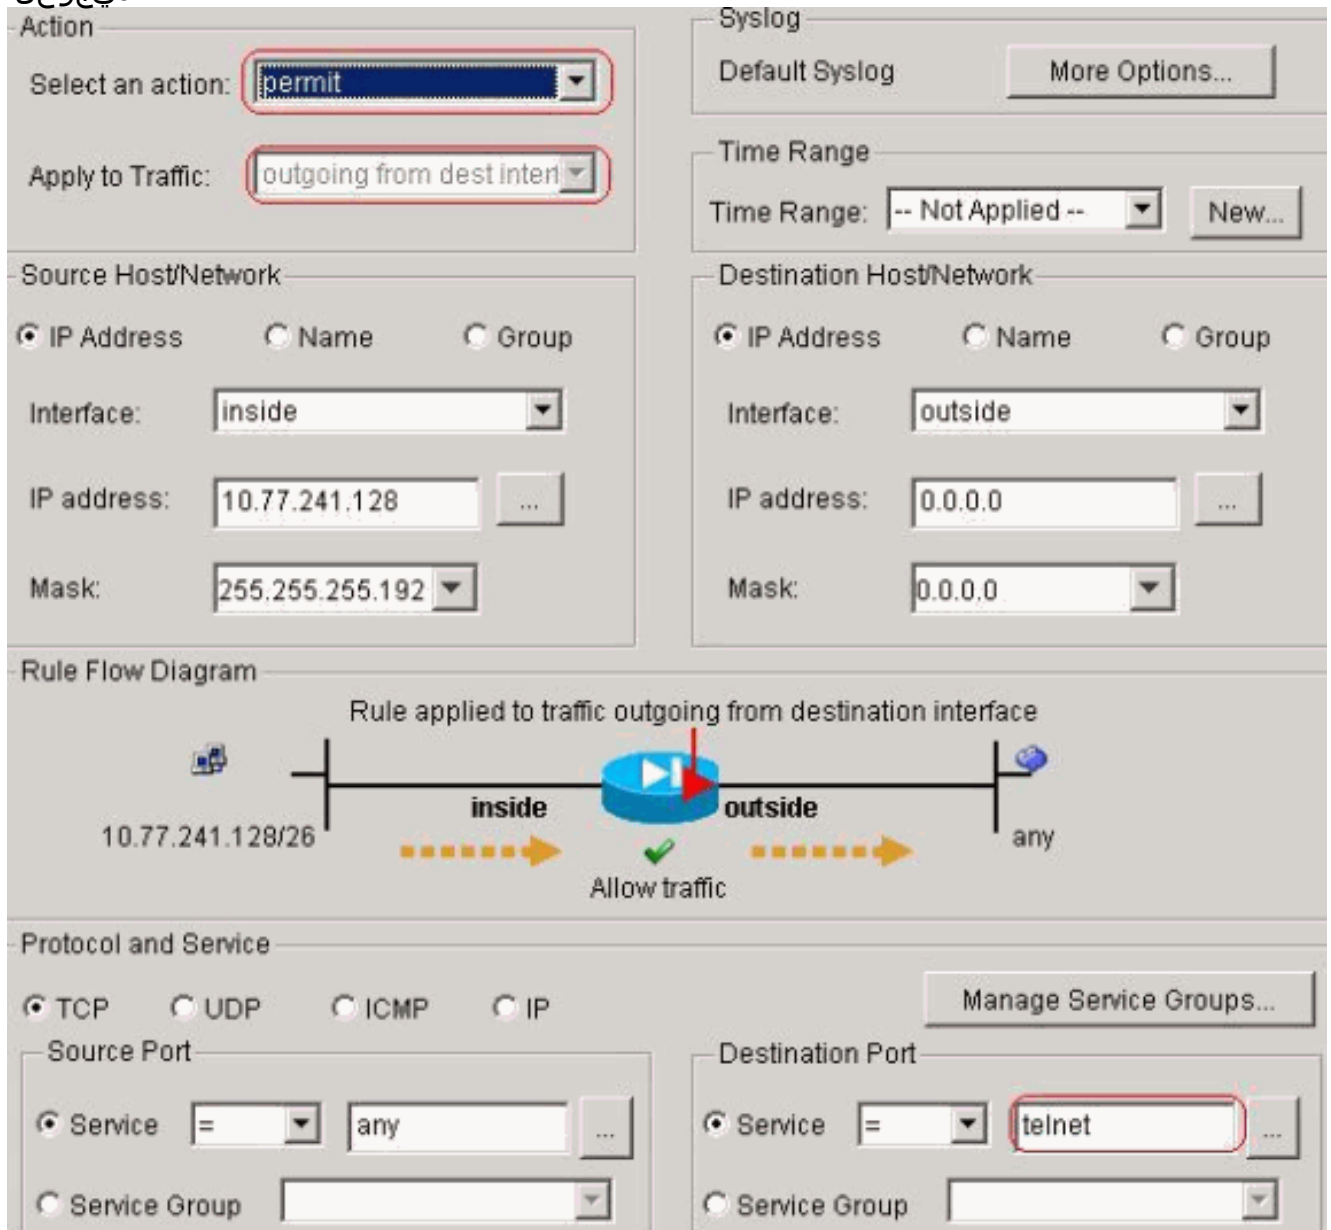 Action
Select an action: permit
Apply to Traffic: outgoing from dest interf
Syslog
Default Syslog More Options...
Time Range
Time Range: -- Not Applied -- New...
Source Host/Network
IP Address Name Group
Interface: inside
IP address: 10.77.241.128 ...
Mask: 255.255.255.192
Destination Host/Network
IP Address Name Group
Interface: outside
IP address: 0.0.0.0 ...
Mask: 0.0.0.0
Rule Flow Diagram
Rule applied to traffic outgoing from destination interface
inside outside
10.77.241.128/26 any
Allow traffic
Protocol and Service
TCP UDP ICMP IP
Manage Service Groups...
Source Port
Service = any ...
Service Group
Destination Port
Service = telnet ...
Service Group